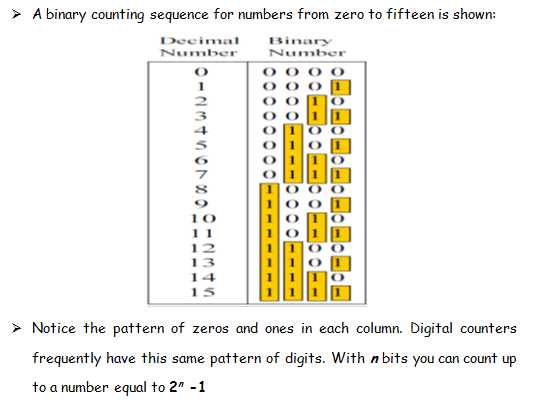 ➢ A binary counting sequence for numbers from zero to fifteen is shown:
Decimal Binary
Number Number
0 0 0 0 0
1 0 0 0 1
2 0 0 1 0
3 0 0 1 1
4 0 1 0 0
5 0 1 0 1
6 0 1 1 0
7 0 1 1 1
8 1 0 0 0
9 1 0 0 1
10 1 0 1 0
11 1 0 1 1
12 1 1 0 0
13 1 1 0 1
14 1 1 1 0
15 1 1 1 1
➢ Notice the pattern of zeros and ones in each column. Digital counters
frequently have this same pattern of digits. With n bits you can count up
to a number equal to 2ⁿ -1